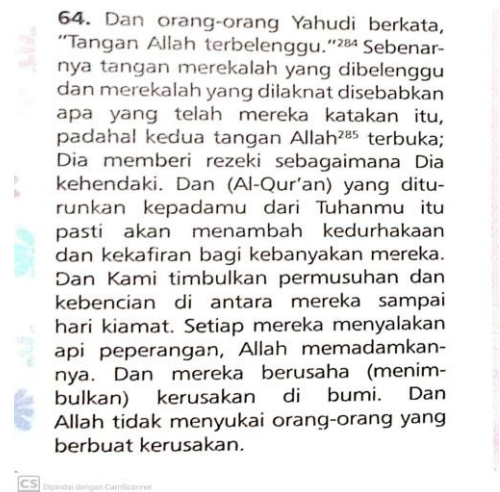 64. Dan orang-orang Yahudi berkata,
"Tangan Allah terbelenggu."²⁸⁴ Sebenar-
nya tangan merekalah yang dibelenggu
dan merekalah yang dilaknat disebabkan
apa yang telah mereka katakan itu,
padahal kedua tangan Allah²⁸⁵ terbuka;
Dia memberi rezeki sebagaimana Dia
kehendaki. Dan (Al-Qur'an) yang ditu-
runkan kepadamu dari Tuhanmu itu
pasti akan menambah kedurhakaan
dan kekafiran bagi kebanyakan mereka.
Dan Kami timbulkan permusuhan dan
kebencian di antara mereka sampai
hari kiamat. Setiap mereka menyalakan
api peperangan, Allah memadamkan-
nya. Dan mereka berusaha (menim-
bulkan) kerusakan di bumi. Dan
Allah tidak menyukai orang-orang yang
berbuat kerusakan.
CS Dipindai dengan CamScanner